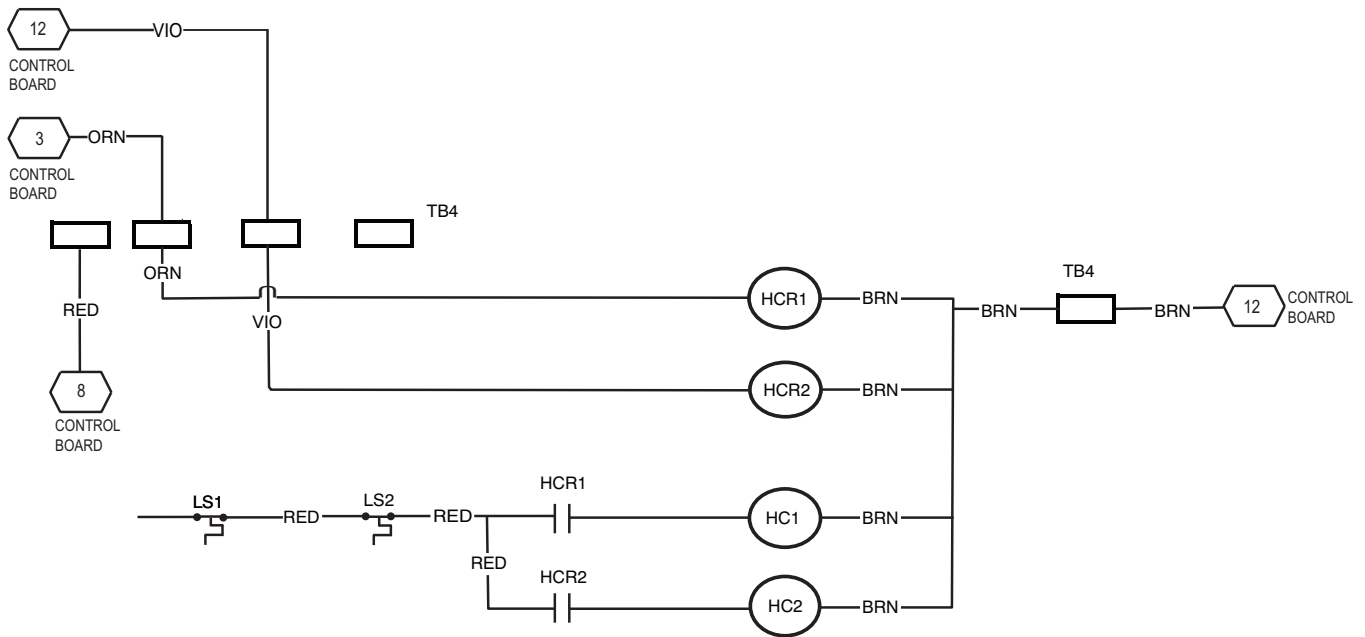 12
VIO
CONTROL
BOARD
3
ORN
CONTROL
BOARD
TB4
ORN
RED
VIO
8
CONTROL
BOARD
HCR1
BRN
BRN
TB4
BRN
12
CONTROL
BOARD
HCR2
BRN
LS1
RED
LS2
RED
HCR1
HC1
BRN
RED
HCR2
HC2
BRN